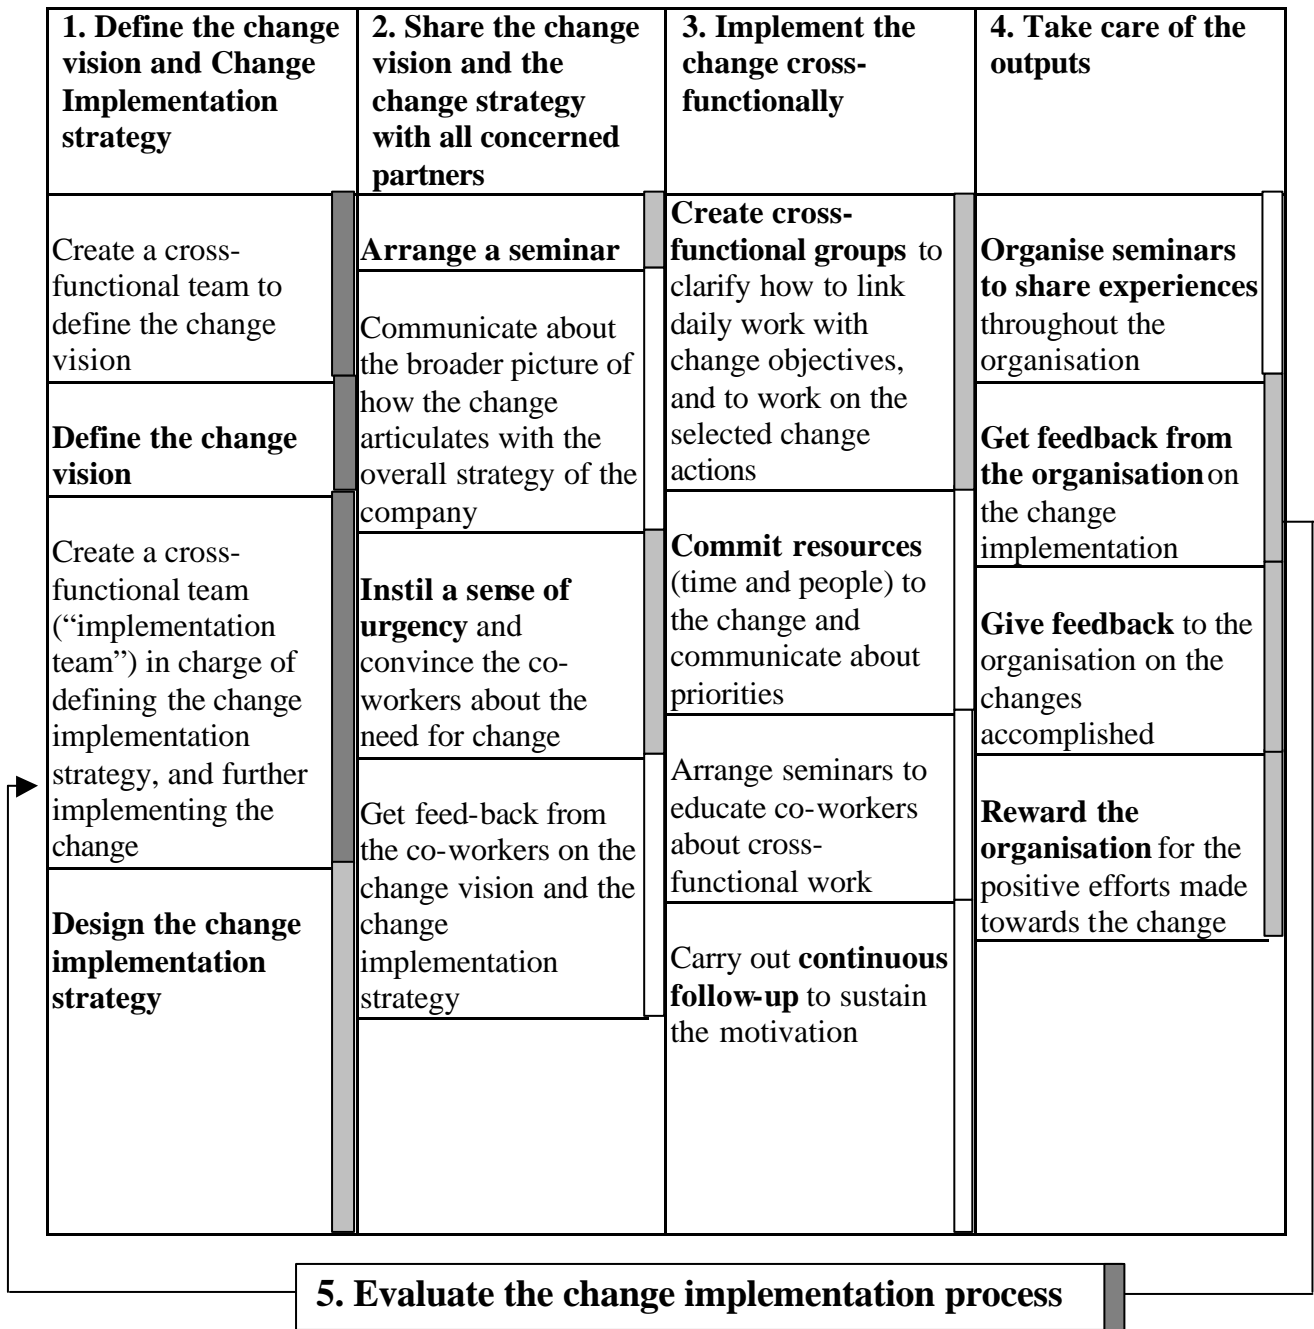 1. Define the change
vision and Change
Implementation
strategy
2. Share the change
vision and the
change strategy
with all concerned
partners
3. Implement the
change cross-
functionally
4. Take care of the
outputs
Create a cross-
functional team to
define the change
vision
Define the change
vision
Create a cross-
functional team
(“implementation
team”) in charge of
defining the change
implementation
strategy, and further
implementing the
change
Design the change
implementation
strategy
Arrange a seminar
Communicate about
the broader picture of
how the change
articulates with the
overall strategy of the
company
Instil a sense of
urgency and
convince the co-
workers about the
need for change
Get feed-back from
the co-workers on the
change vision and the
change
implementation
strategy
Create cross-
functional groups to
clarify how to link
daily work with
change objectives,
and to work on the
selected change
actions
Commit resources
(time and people) to
the change and
communicate about
priorities
Arrange seminars to
educate co-workers
about cross-
functional work
Carry out continuous
follow-up to sustain
the motivation
Organise seminars
to share experiences
throughout the
organisation
Get feedback from
the organisation on
the change
implementation
Give feedback to the
organisation on the
changes
accomplished
Reward the
organisation for the
positive efforts made
towards the change
5. Evaluate the change implementation process